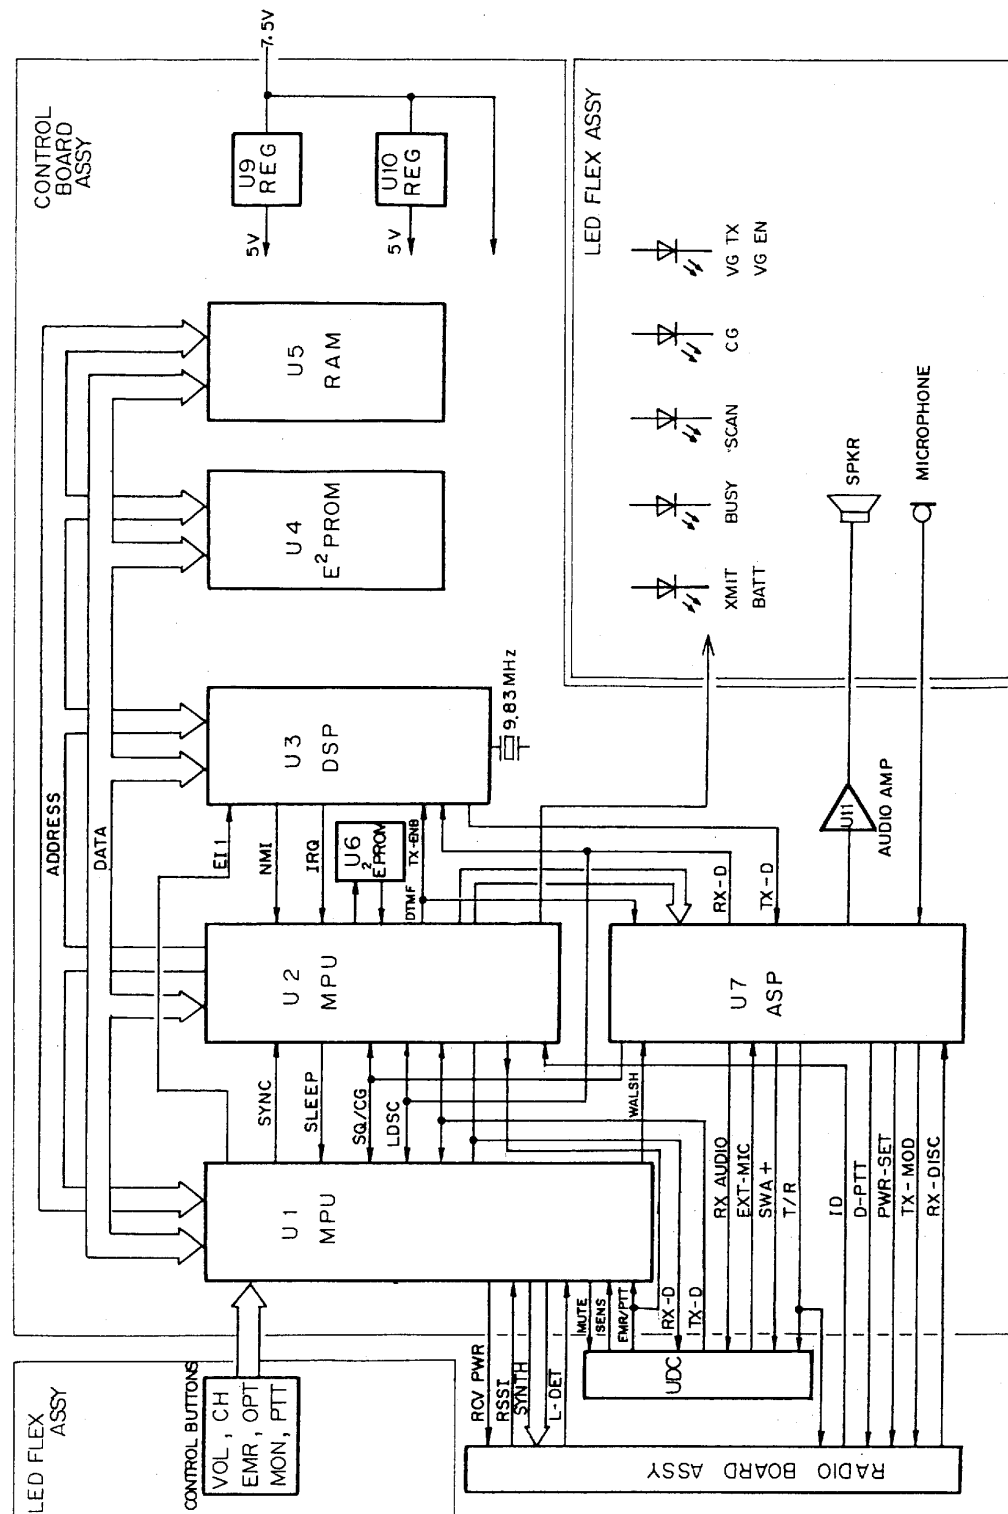 7.5V
CONTROL
BOARD
ASSY
U9
REG
U10
REG
5V
5V
LED FLEX ASSY
VG TX
VG EN
CG
SCAN
BUSY
XMIT
BATT
U5
RAM
U4
E2PROM
U3
DSP
9.83MHz
SPKR
MICROPHONE
ADDRESS
DATA
EI1
NMI
IRQ
U6
E2PROM
DTMF
TX-ENB
RX-D
TX-D
U11
AUDIO AMP
U2
MPU
U7
ASP
SYNC
SLEEP
SQ/CG
LDSC
WALSH
RX AUDIO
EXT-MIC
SWA+
T/R
ID
D-PTT
PWR-SET
TX-MOD
RX-DISC
U1
MPU
MUTE
ISENS
EMR/PTT
RX-D
TX-D
UDC
RCV PWR
RSSI
SYNTH
L-DET
LED FLEX
ASSY
CONTROL BUTTONS
VOL, CH
EMR, OPT
MON, PTT
RADIO BOARD ASSY